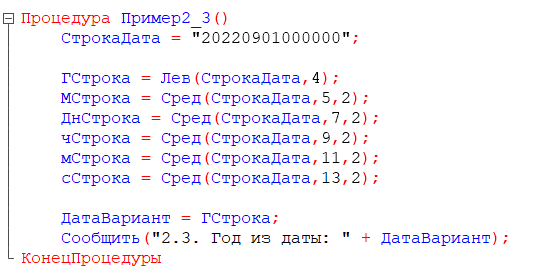 Процедура Пример2_3()
СтрокаДата = "20220901000000";
ГСтрока = Лев(СтрокаДата,4);
МСтрока = Сред(СтрокаДата,5,2);
ДнСтрока = Сред(СтрокаДата,7,2);
чСтрока = Сред(СтрокаДата,9,2);
мСтрока = Сред(СтрокаДата,11,2);
сСтрока = Сред(СтрокаДата,13,2);
ДатаВариант = ГСтрока;
Сообщить("2.3. Год из даты: " + ДатаВариант);
КонецПроцедуры